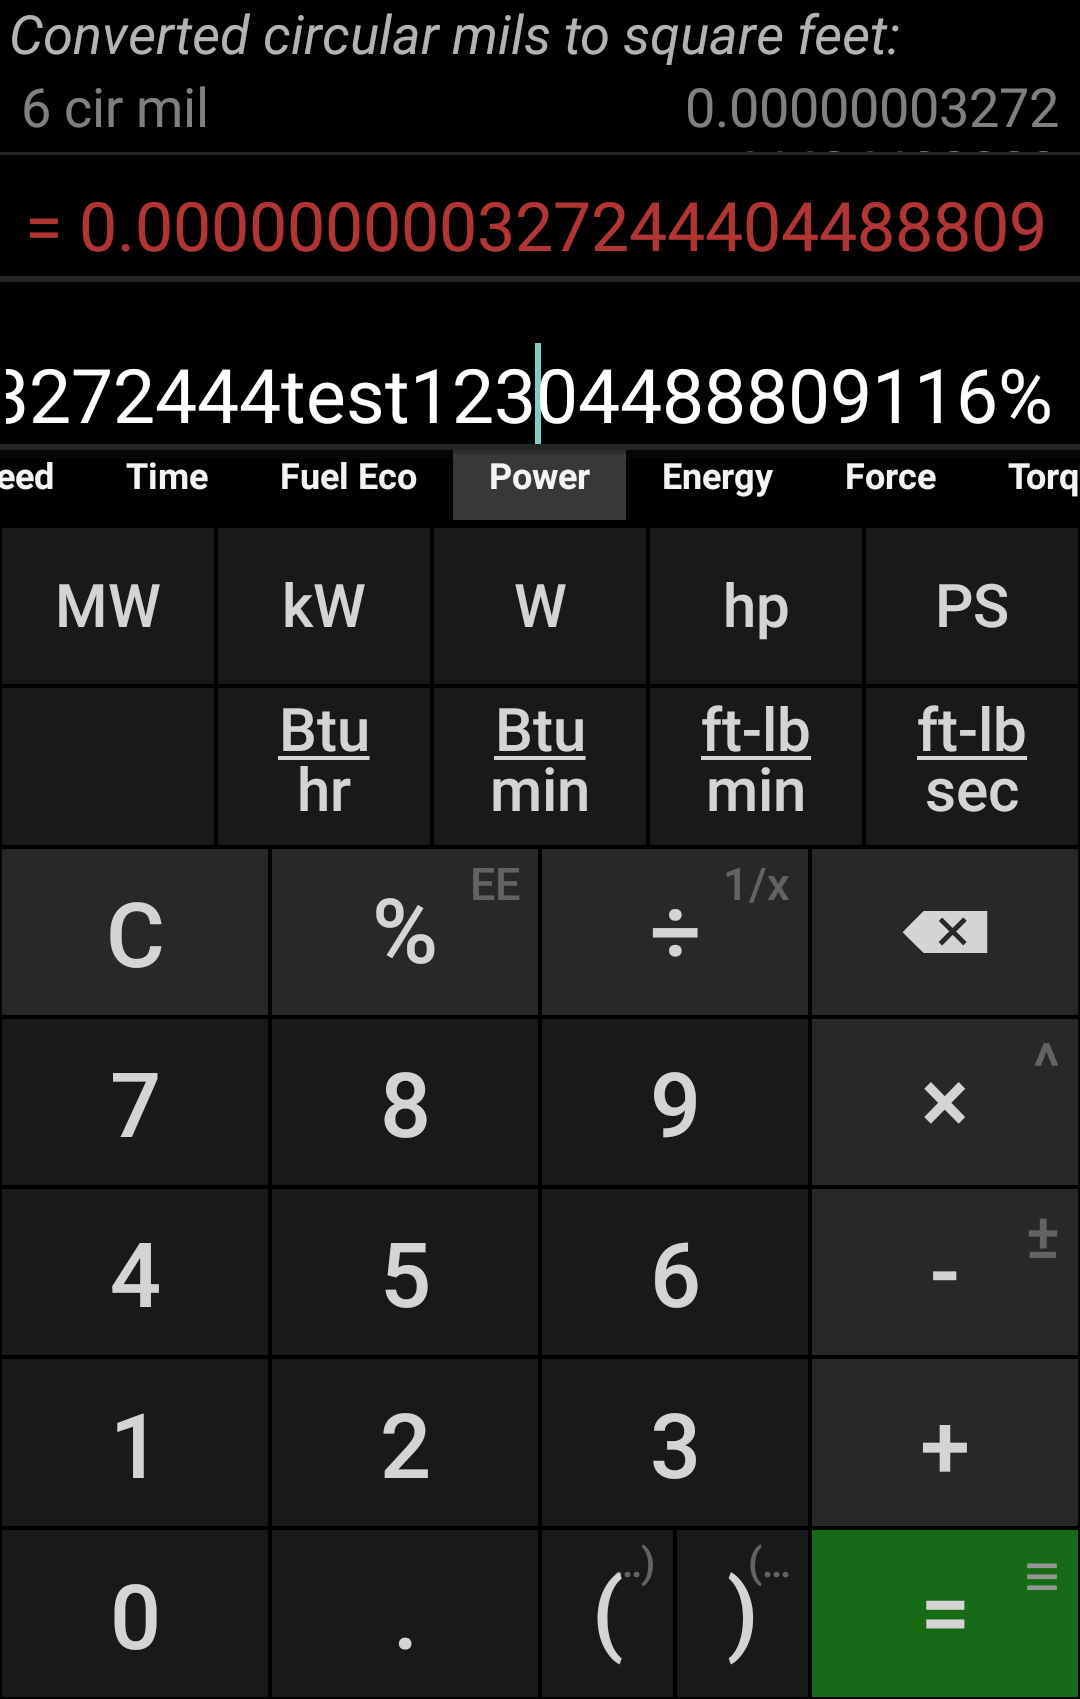 Converted circular mils to square feet:
6 cir mil 0.00000003272
= 0.000000000327244404488809
3272444test123044888809116%
eed Time Fuel Eco Power Energy Force Torq
MW kW W hp PS
Btu hr Btu min ft-lb min ft-lb sec
C % EE ÷ 1/x
7 8 9 × ^
4 5 6 - ±
1 2 3 +
0 . ( ..) ) (... = ≡